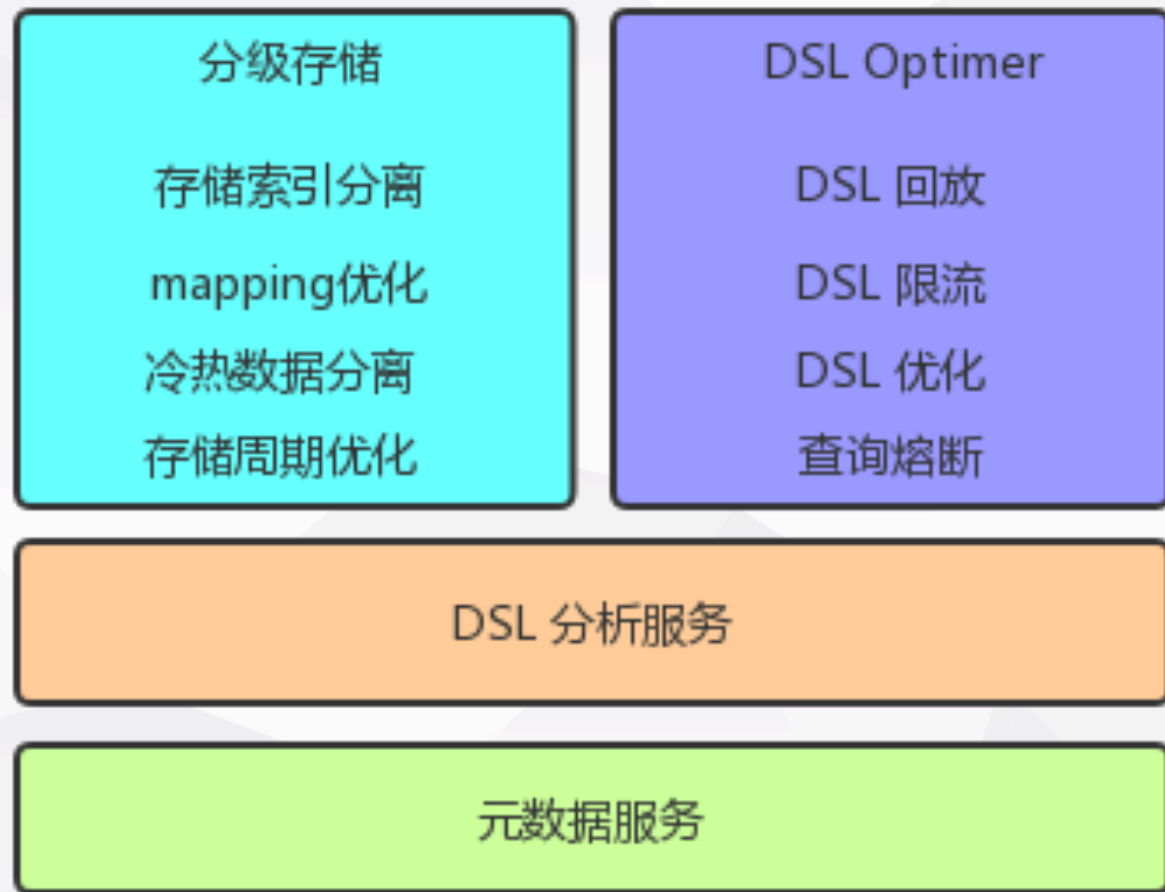 分级存储
存储索引分离
mapping优化
冷热数据分离
存储周期优化
DSL Optimer
DSL 回放
DSL 限流
DSL 优化
查询熔断
DSL 分析服务
元数据服务